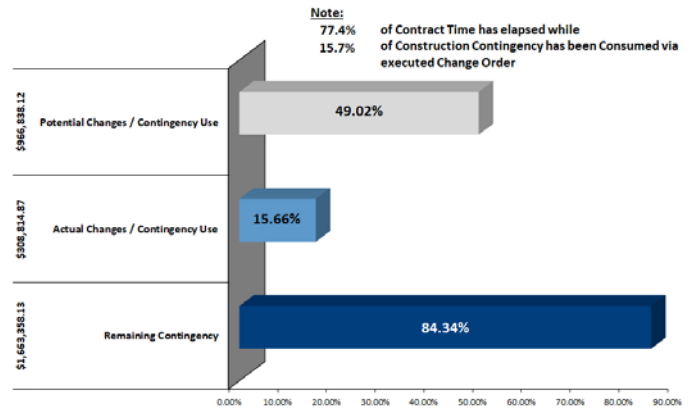 Note:
77.4% of Contract Time has elapsed while
15.7% of Construction Contingency has been Consumed via
executed Change Order
$966,838.12
Potential Changes / Contingency Use
49.02%
$308,814.87
Actual Changes / Contingency Use
15.66%
$1,663,358.13
Remaining Contingency
84.34%
0.00% 10.00% 20.00% 30.00% 40.00% 50.00% 60.00% 70.00% 80.00% 90.00%